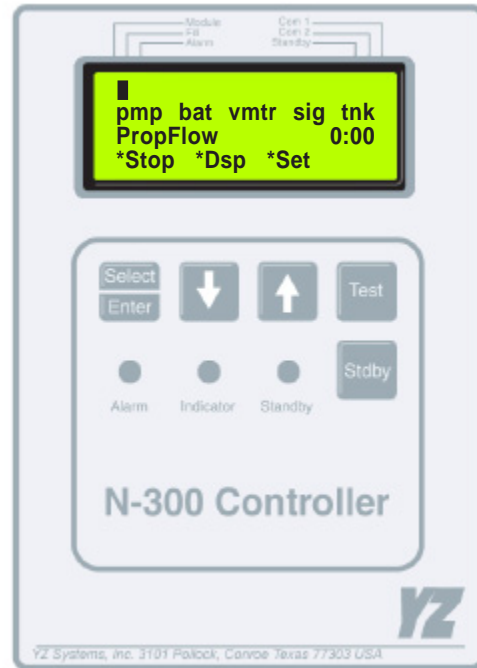 Module Com 1
Fill Com 2
Alarm Standby
pmp bat vmtr sig tnk
PropFlow 0:00
*Stop *Dsp *Set
Select
Enter
Test
Stdby
Alarm Indicator Standby
N-300 Controller
YZ
YZ Systems, Inc. 3101 Pollock, Conroe Texas 77303 USA